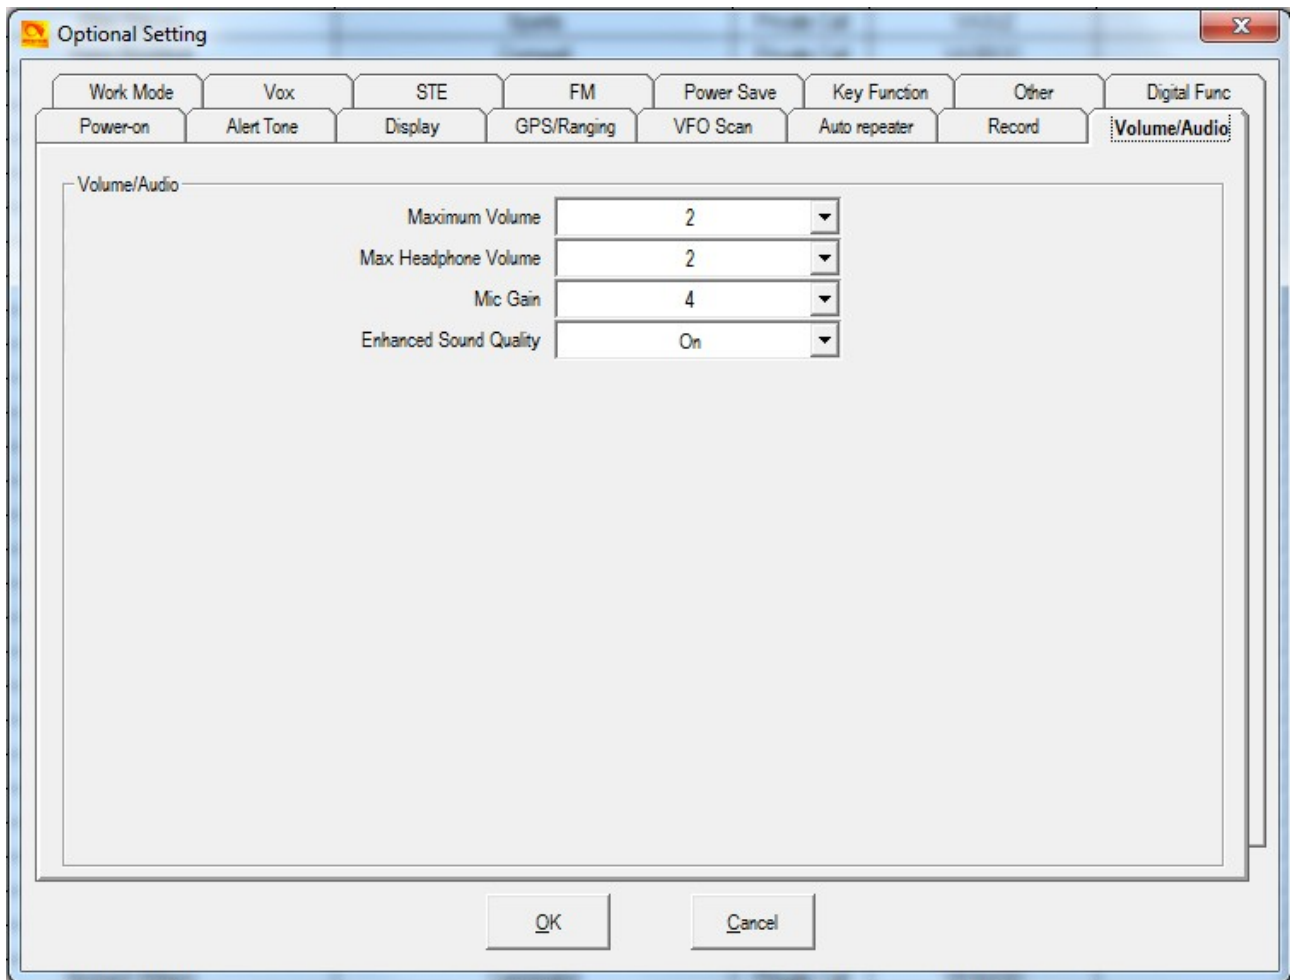 Optional Setting
Work Mode Vox STE FM Power Save Key Function Other Digital Func
Power-on Alert Tone Display GPS/Ranging VFO Scan Auto repeater Record Volume/Audio
Volume/Audio
Maximum Volume 2
Max Headphone Volume 2
Mic Gain 4
Enhanced Sound Quality On
OK Cancel